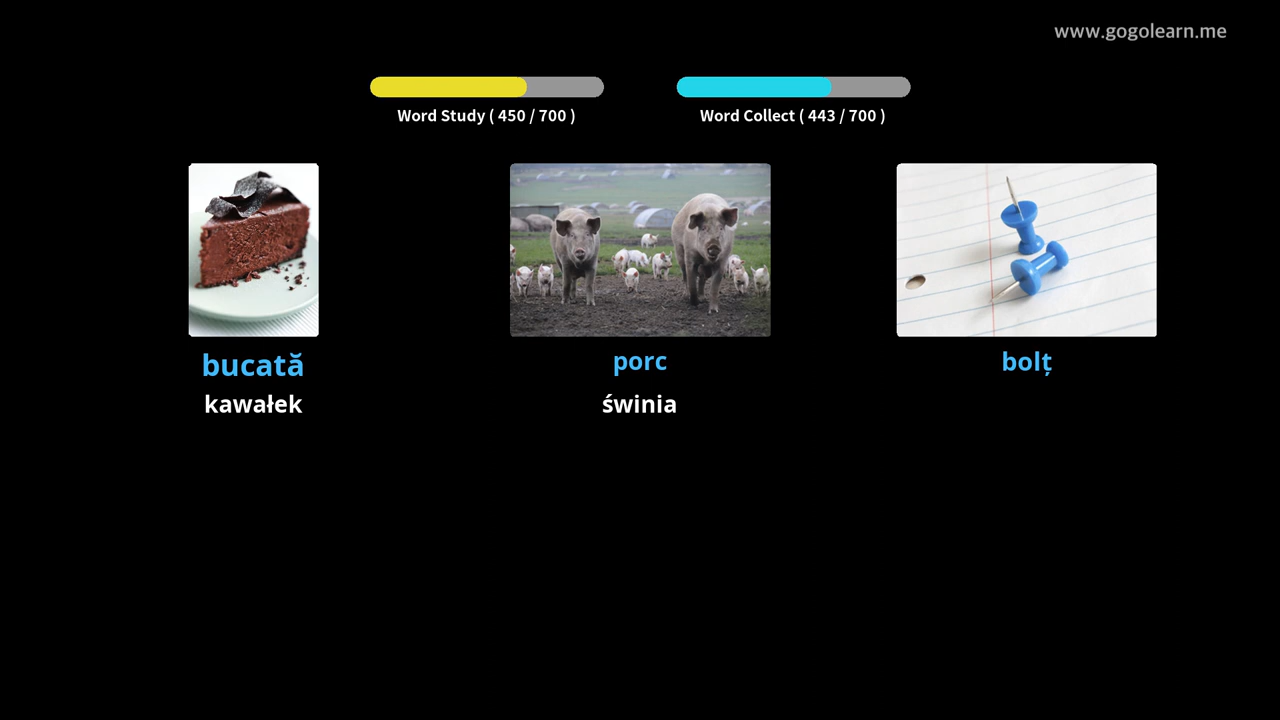 www.gogolearn.me
Word Study ( 450 / 700 )
Word Collect ( 443 / 700 )
bucată
porc
bolț
kawałek
świnia